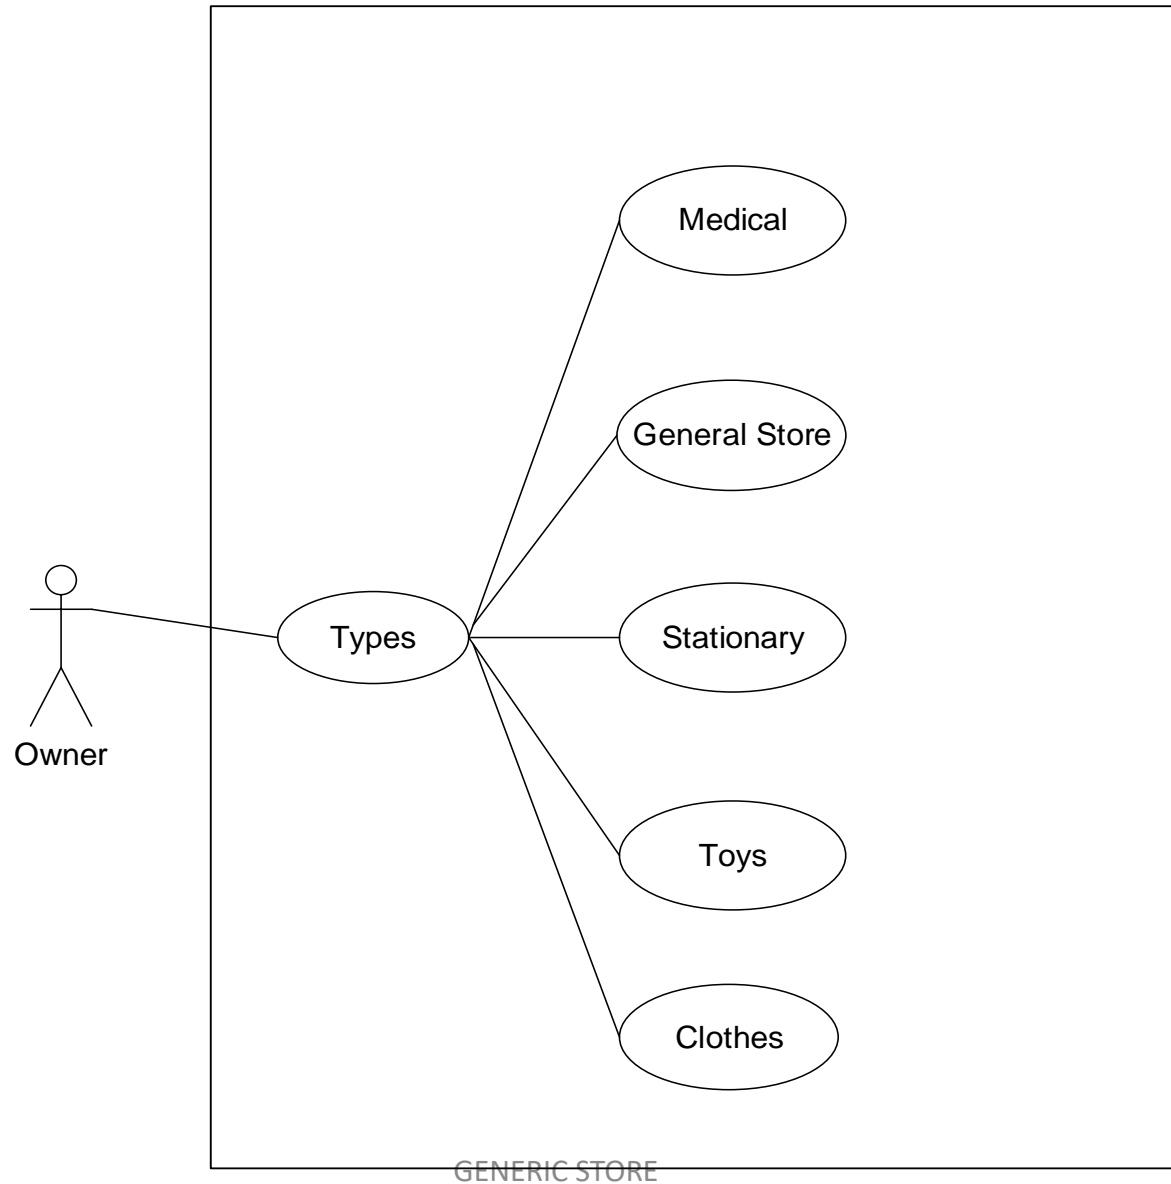 Medical
General Store
Types
Stationary
Owner
Toys
Clothes
GENERIC STORE